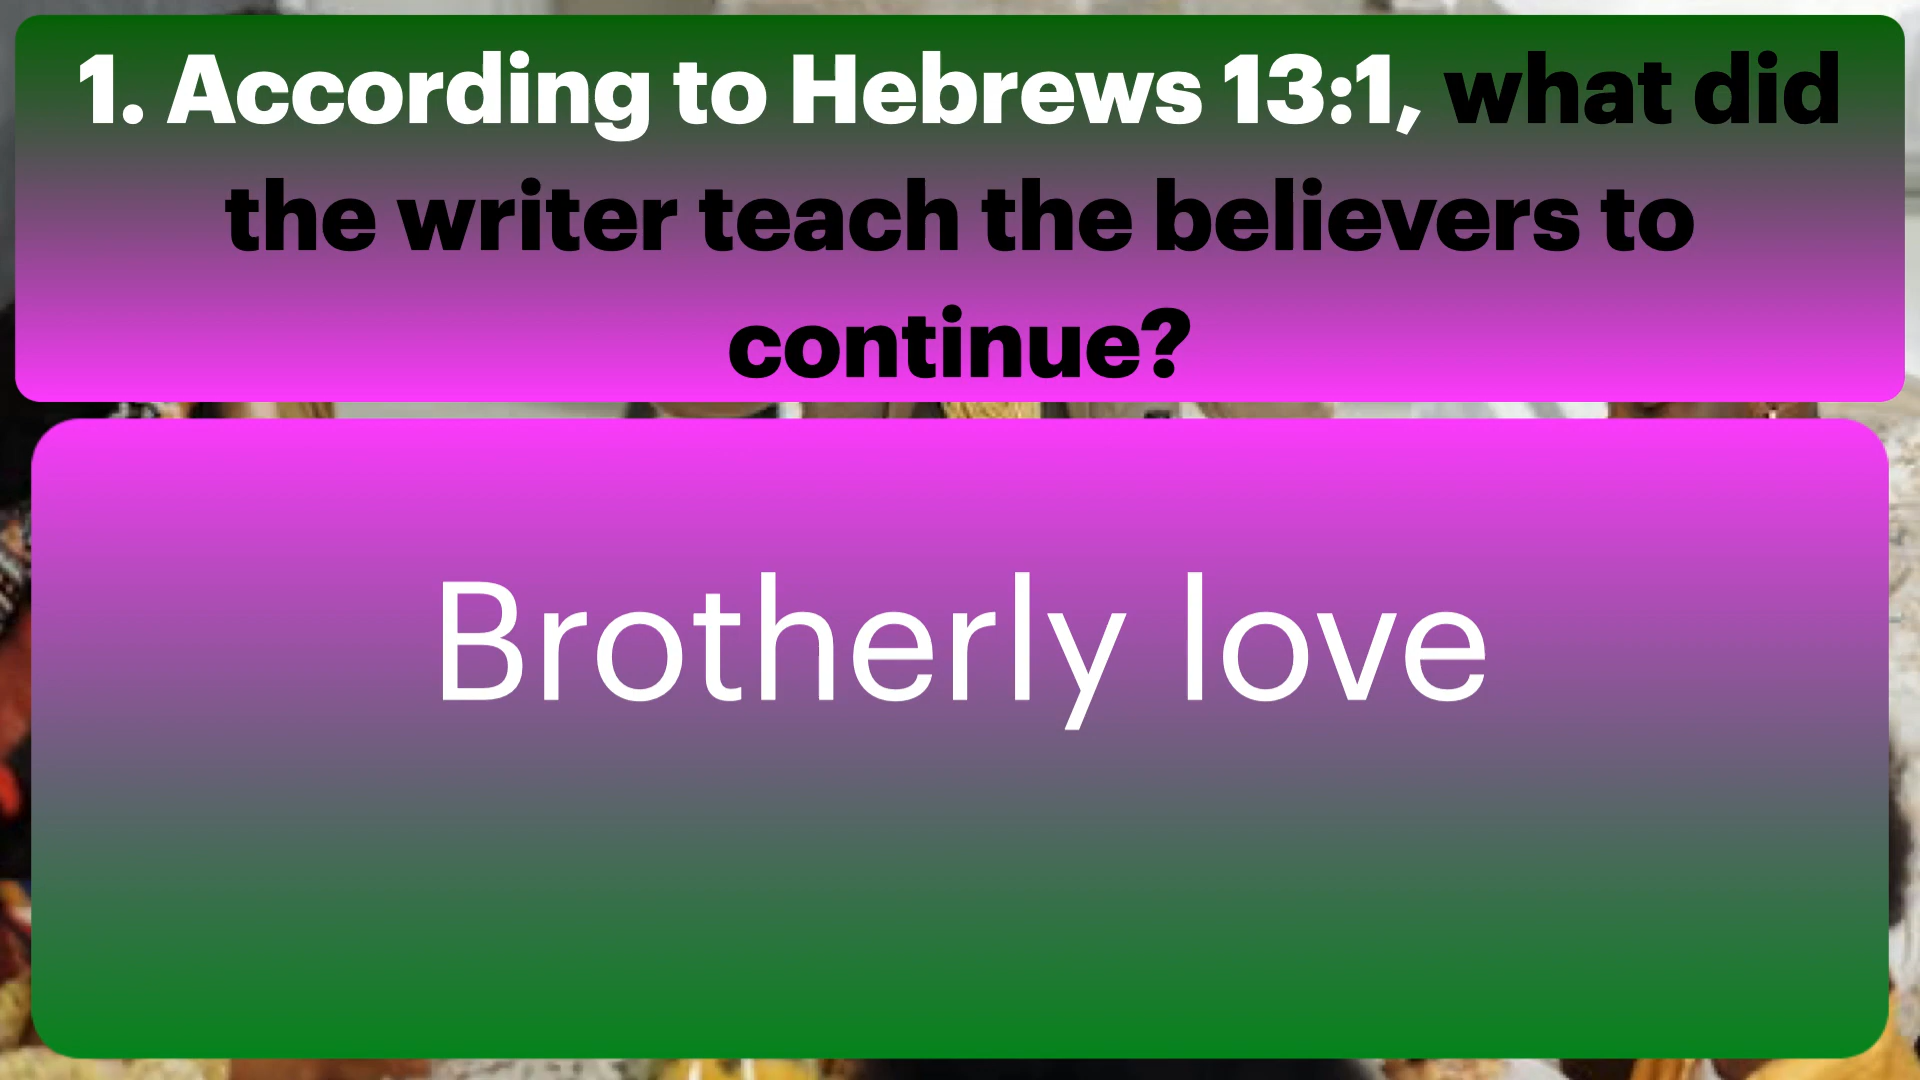 1. According to Hebrews 13:1, what did
the writer teach the believers to
continue?
Brotherly love